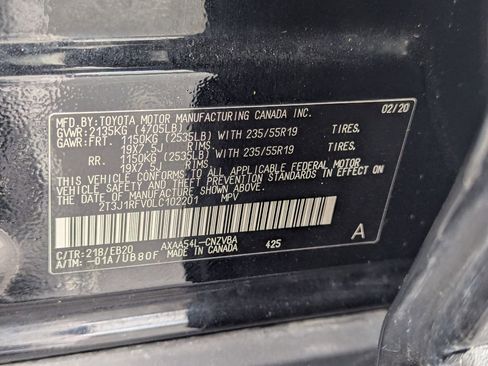 MFD. BY: TOYOTA MOTOR MANUFACTURING CANADA INC. 02/20
GVWR: 2135KG (4705LB)
GAWR: FRT. 1150KG (2535LB) WITH 235/55R19 TIRES,
19X7.5J RIMS,
RR. 1150KG (2535LB) WITH 235/55R19 TIRES,
19X7.5J RIMS,
THIS VEHICLE CONFORMS TO ALL APPLICABLE FEDERAL MOTOR
VEHICLE SAFETY AND THEFT PREVENTION STANDARDS IN EFFECT
ON THE DATE OF MANUFACTURE SHOWN ABOVE.
2T3J1RFV0LC102201 MPV
C/TR: 218/EB20 AXAA54L-CNZVBA 425 A
A/TM: -01A/UB80F MADE IN CANADA